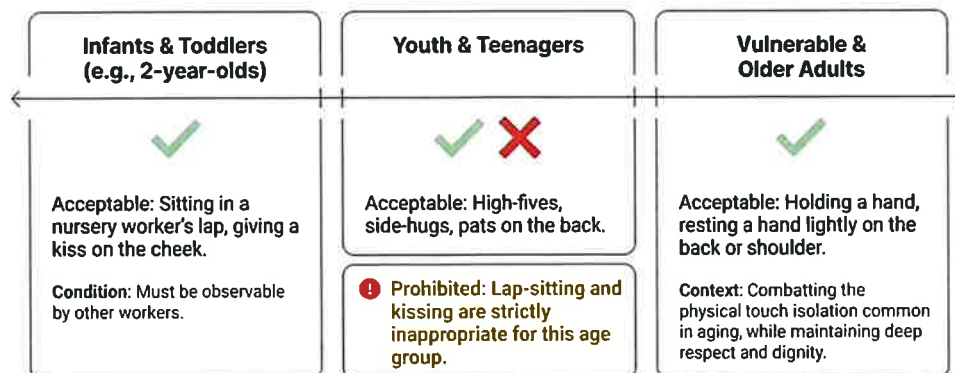 Infants & Toddlers
(e.g., 2-year-olds)
Acceptable: Sitting in a
nursery worker's lap, giving a
kiss on the cheek.
Condition: Must be observable
by other workers.
Youth & Teenagers
Acceptable: High-fives,
side-hugs, pats on the back.
Prohibited: Lap-sitting and
kissing are strictly
inappropriate for this age
group.
Vulnerable &
Older Adults
Acceptable: Holding a hand,
resting a hand lightly on the
back or shoulder.
Context: Combatting the
physical touch isolation common
in aging, while maintaining deep
respect and dignity.